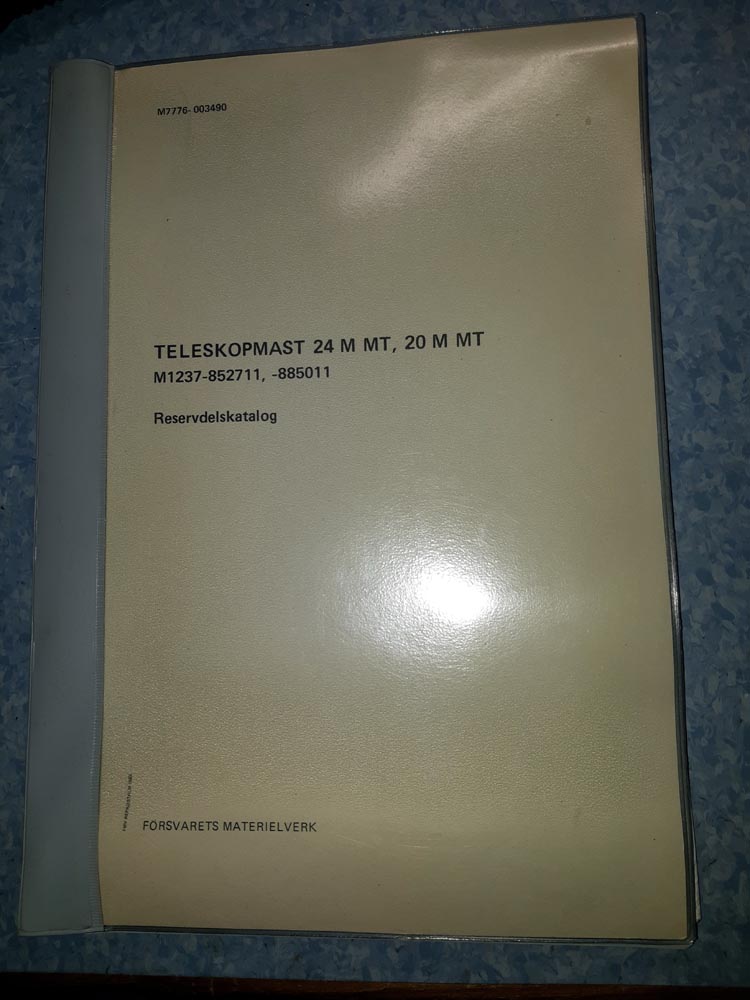 M7776-003490
TELESKOPMAST 24 M MT, 20 M MT
M1237-852711, -885011
Reservdelskatalog
FÖRSVARETS MATERIELVERK